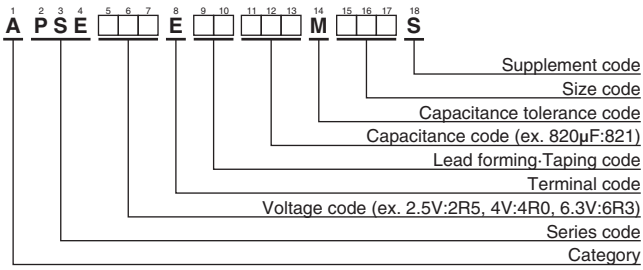 1 2 3 4 5 6 7 8 9 10 11 12 13 14 15 16 17 18
A P S E E M S
Supplement code
Size code
Capacitance tolerance code
Capacitance code (ex. 820µF:821)
Lead forming·Taping code
Terminal code
Voltage code (ex. 2.5V:2R5, 4V:4R0, 6.3V:6R3)
Series code
Category